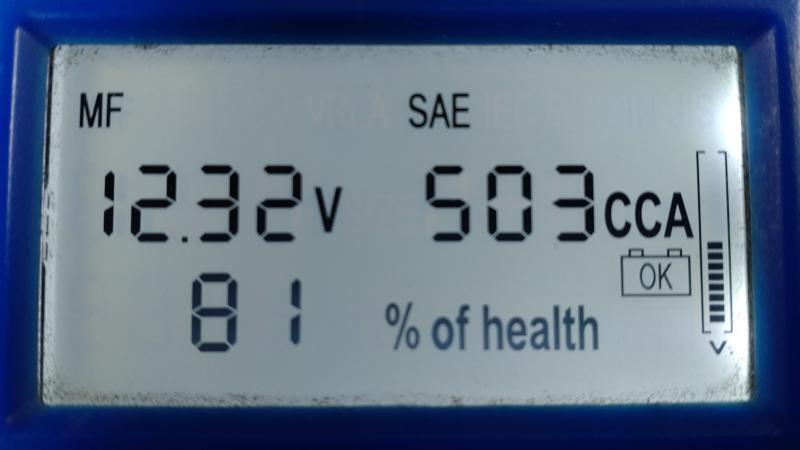 MF SAE
12.32V 503CCA
OK
81 % of health